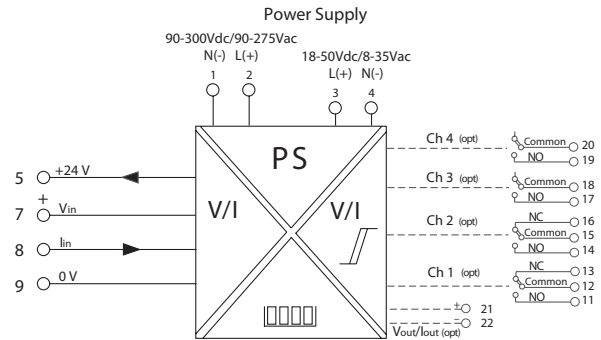 Power Supply
90-300Vdc/90-275Vac
N(-) L(+)
1 2
18-50Vdc/8-35Vac
L(+) N(-)
3 4
PS
V/I
V/I
5 +24 V
+
7 Vin
8 Iin
9 0 V
Ch 4 (opt)
Common 20
NO 19
Ch 3 (opt)
Common 18
NO 17
Ch 2 (opt)
NC 16
Common 15
NO 14
Ch 1 (opt)
NC 13
Common 12
NO 11
+ 21
− 22
Vout/Iout (opt)